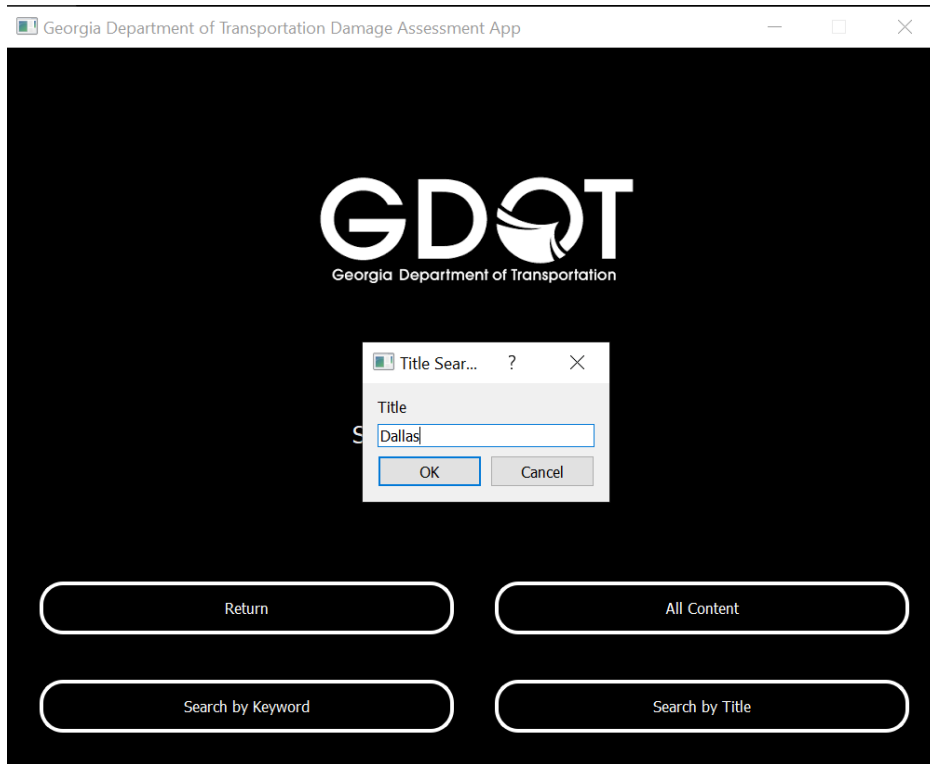 Georgia Department of Transportation Damage Assessment App
GDOT
Georgia Department of Transportation
Title Sear... ?
Title
S
Dallas
OK Cancel
Return All Content
Search by Keyword Search by Title